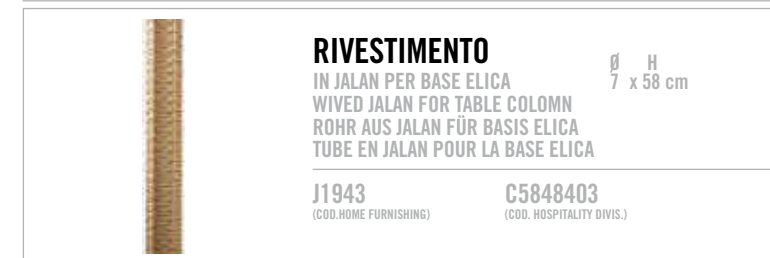 RIVESTIMENTO
IN JALAN PER BASE ELICA
WIVED JALAN FOR TABLE COLOMN
ROHR AUS JALAN FÜR BASIS ELICA
TUBE EN JALAN POUR LA BASE ELICA
Ø H
7 x 58 cm
J1943
(COD.HOME FURNISHING)
C5848403
(COD. HOSPITALITY DIVIS.)